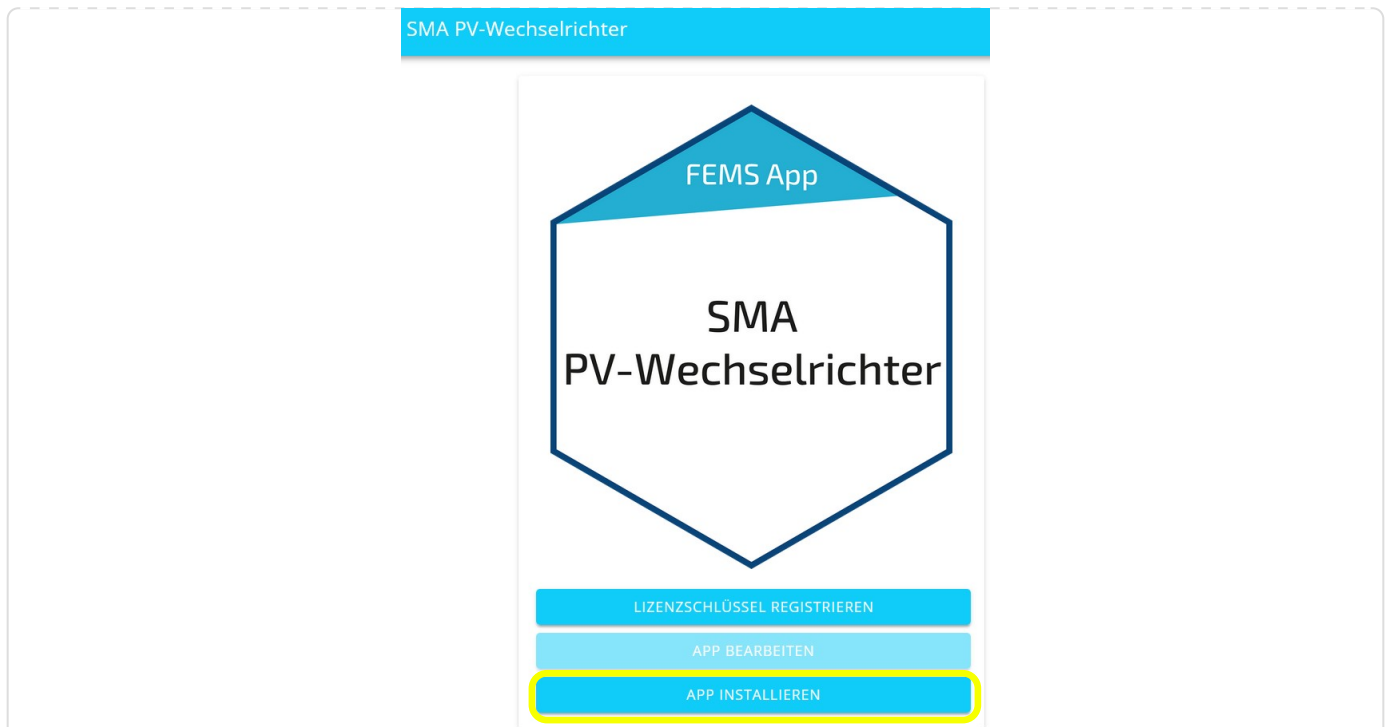 SMA PV-Wechselrichter
FEMS App
SMA
PV-Wechselrichter
LIZENZSCHLÜSSEL REGISTRIEREN
APP BEARBEITEN
APP INSTALLIEREN